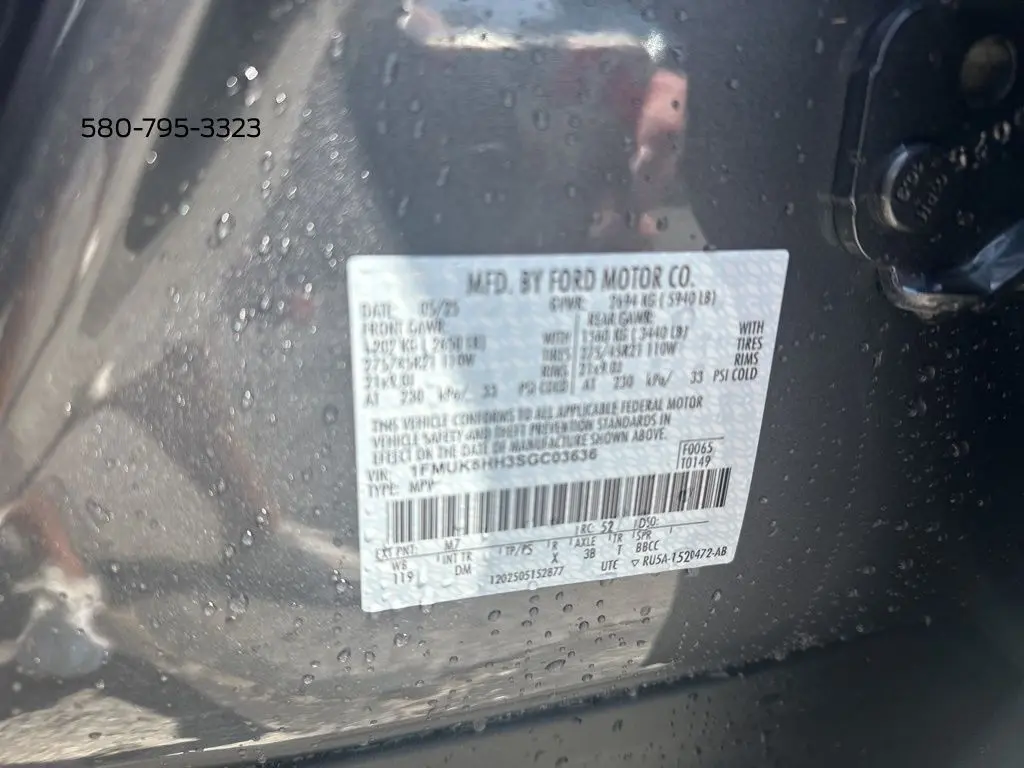 580-795-3323
MFD. BY FORD MOTOR CO.
DATE: 05/25 GVWR: 2694 KG ( 5940 LB)
FRONT GAWR: REAR GAWR:
WITH 1560 KG ( 3440 LB) WITH
275/45R21 110W TIRES 275/45R21 110W TIRES
21x9.0J RIMS 21x9.0J RIMS
AT 230 kPa/ 33 PSI COLD AT 230 kPa/ 33 PSI COLD
THIS VEHICLE CONFORMS TO ALL APPLICABLE FEDERAL MOTOR
VEHICLE SAFETY AND THEFT PREVENTION STANDARDS IN
EFFECT ON THE DATE OF MANUFACTURE SHOWN ABOVE.
VIN: 1FMUK8HH3SGC03636 F0065
TYPE: MPV T0149
EXT PNT: M7 RC: 52 DSO:
WB INT TR TP/PS R AXLE TR SPR
119 DM X 3B T BBCC
1202505152877 UTE ▽ RU5A-1520472-AB